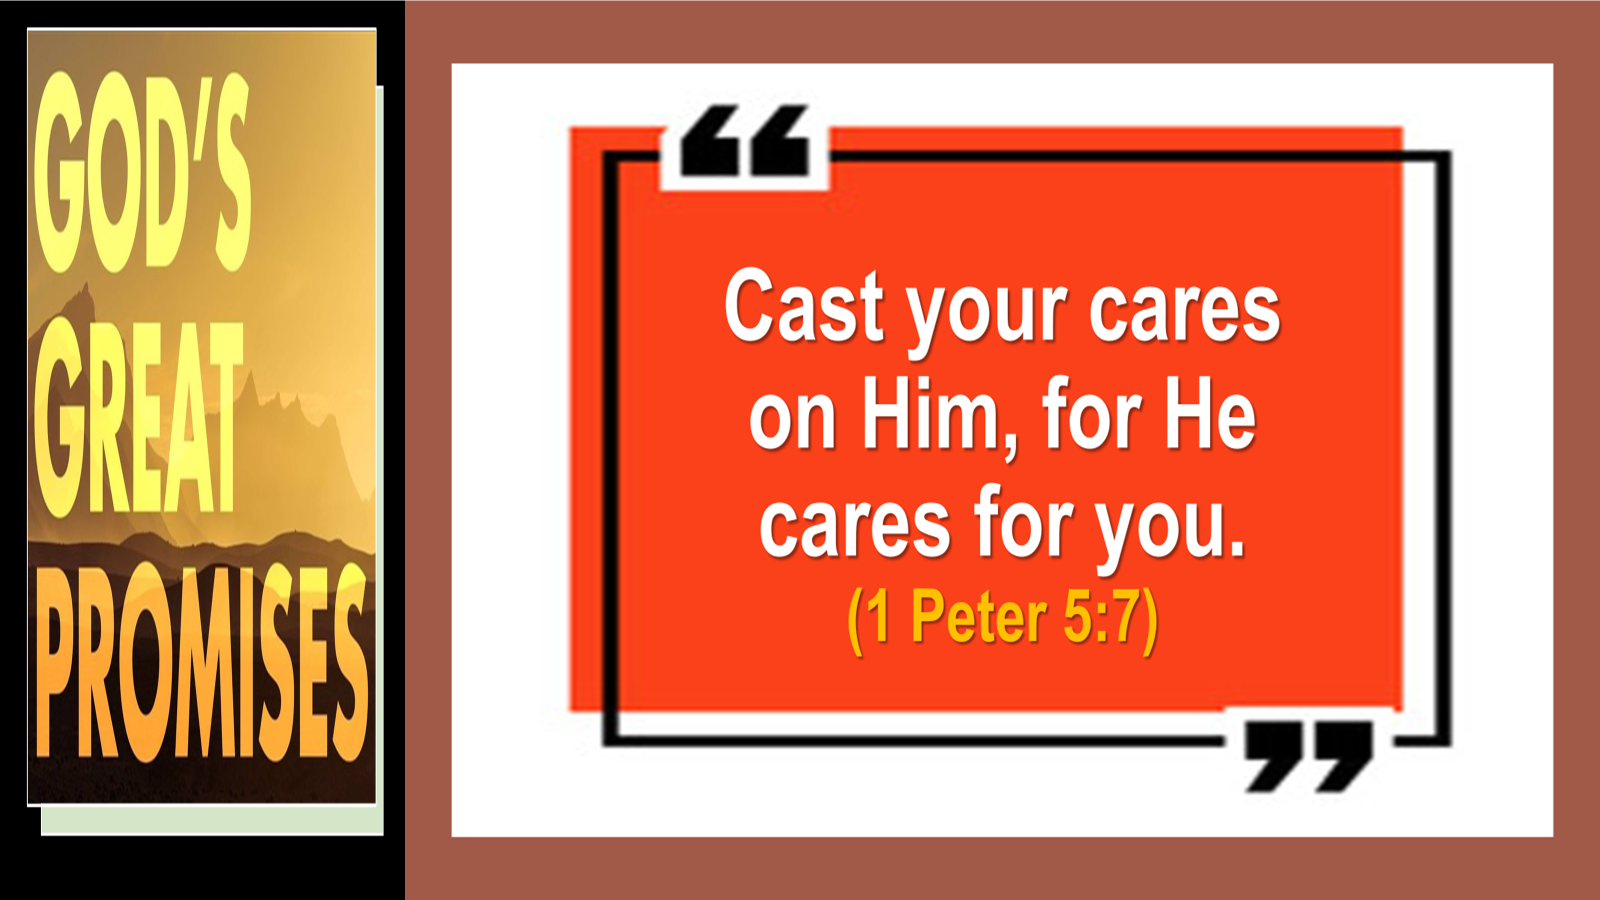 GOD'S
GREAT
PROMISES
“
Cast your cares
on Him, for He
cares for you.
(1 Peter 5:7)
”